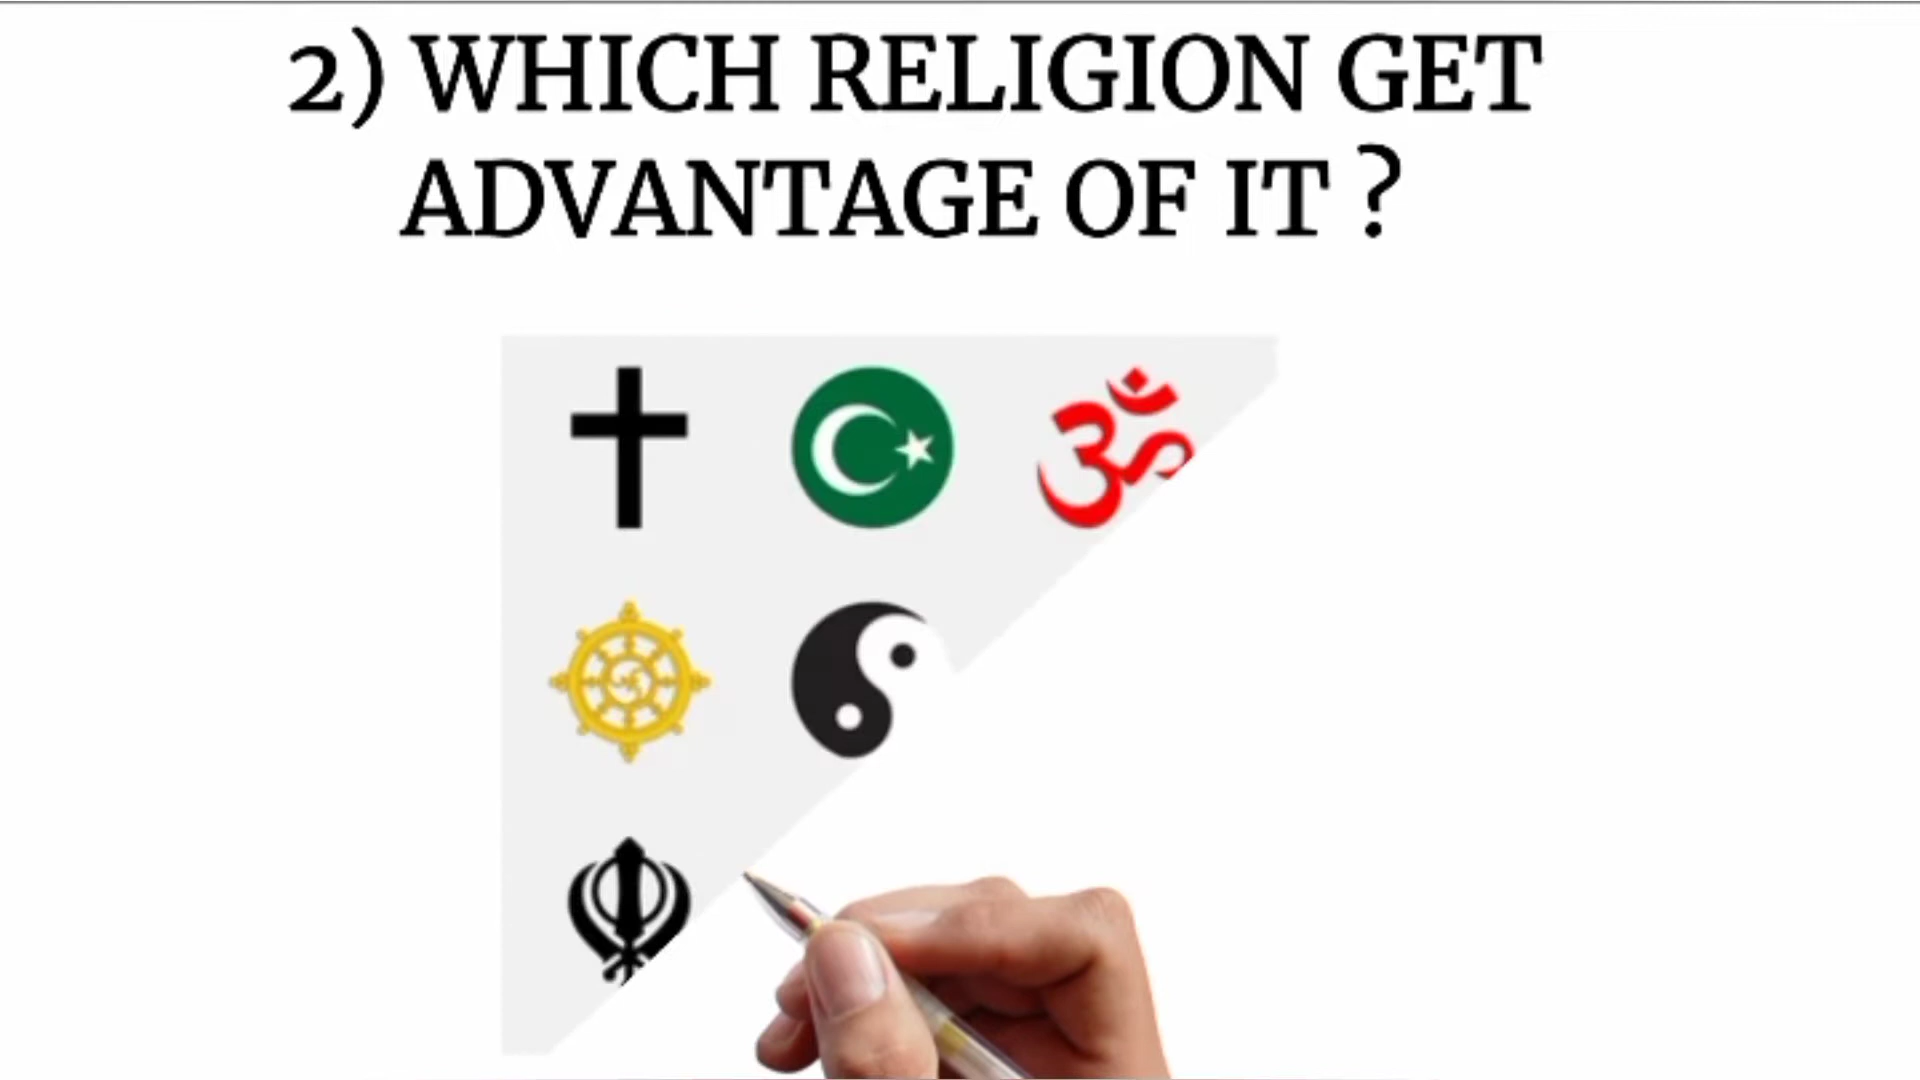 2) WHICH RELIGION GET
ADVANTAGE OF IT ?
ॐ